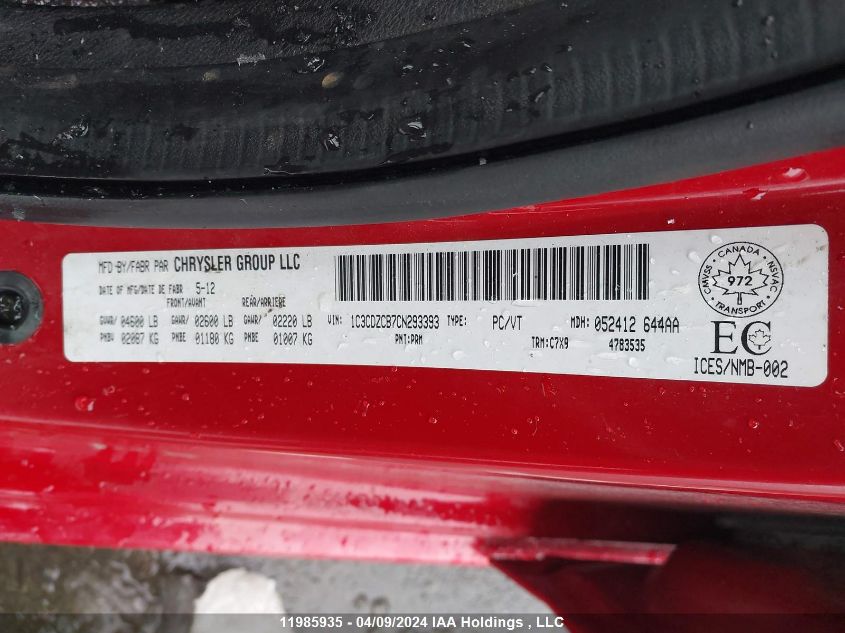 MFD BY/FABR PAR CHRYSLER GROUP LLC
DATE OF MFG/DATE DE FABR 5-12
FRONT/AVANT REAR/ARRIERE
GVWR/ 04600 LB GAWR/ 02600 LB GAWR/ 02220 LB
PNBV 02087 KG PNBE 01180 KG PNBE 01007 KG
VIN: 1C3CDZCB7CN293393 TYPE: PC/VT MDH: 052412 644AA
PNT:PRM TRM:C7X9 4783535
CANADA
CMVSS NSVAC
972
TRANSPORT
EC
ICES/NMB-002
11985935 - 04/09/2024 IAA Holdings , LLC